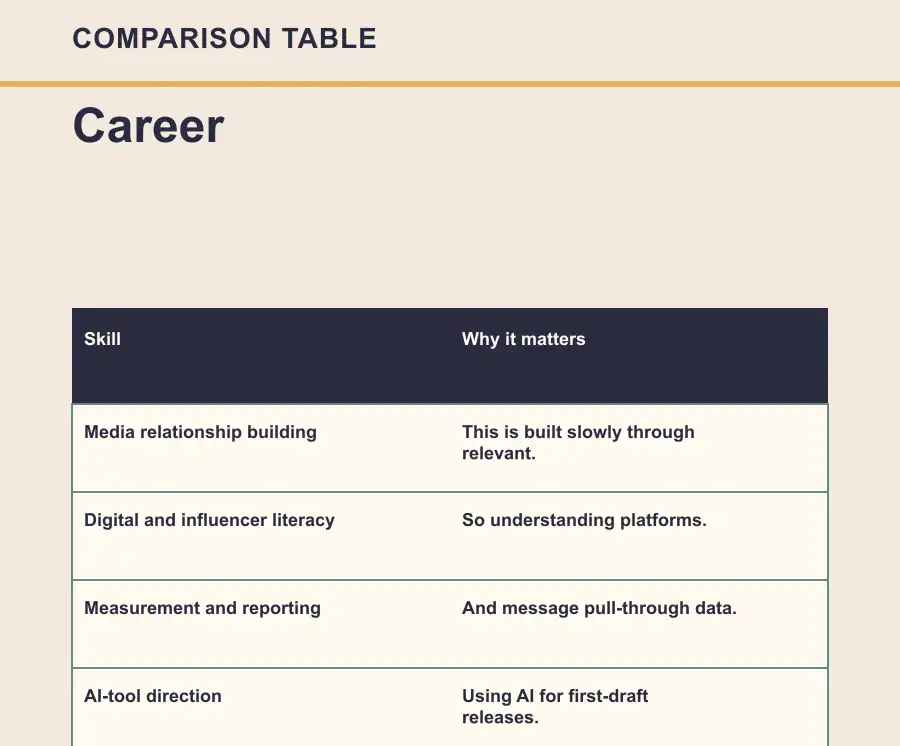 COMPARISON TABLE
Career
Skill
Why it matters
Media relationship building
This is built slowly through
relevant.
Digital and influencer literacy
So understanding platforms.
Measurement and reporting
And message pull-through data.
AI-tool direction
Using AI for first-draft
releases.